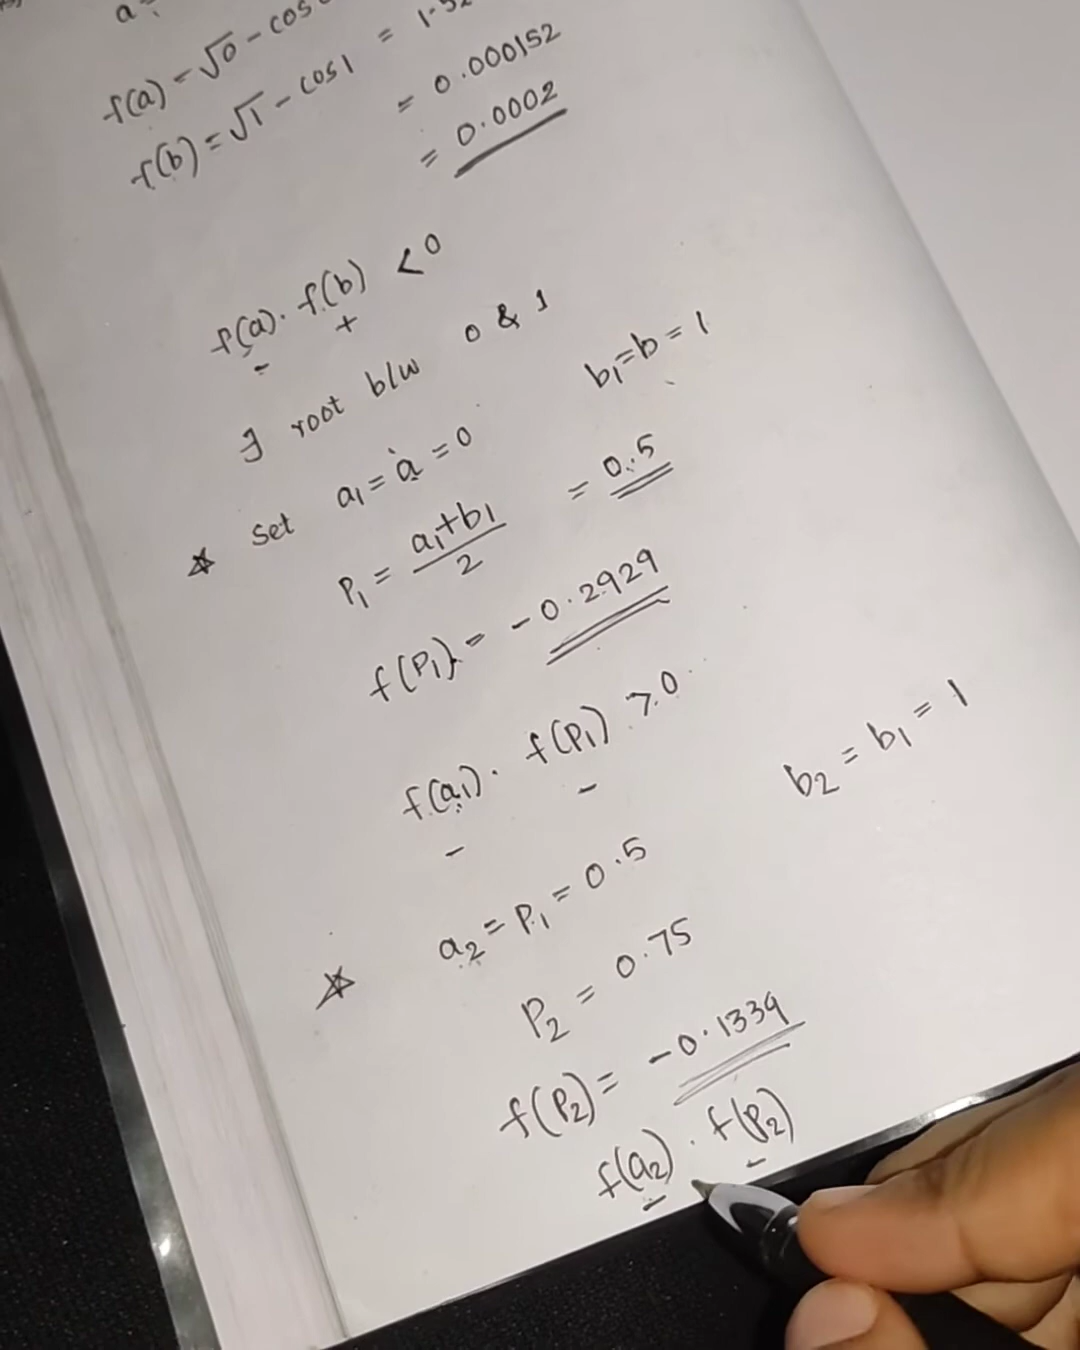 f(a) = √0 - cos
f(b) = √1 - cos1 = 1.52
= 0.000152
= 0.0002
f(a) . f(b) < 0
- +
∃ root b/w 0 & 1
☆ Set a₁ = a = 0 b₁ = b = 1
P₁ = a₁+b₁/2 = 0.5
f(P₁) = -0.2929
f(a₁) . f(P₁) > 0
- -
☆ a₂ = P₁ = 0.5 b₂ = b₁ = 1
P₂ = 0.75
f(P₂) = -0.1339
f(a₂) . f(P₂)
- -